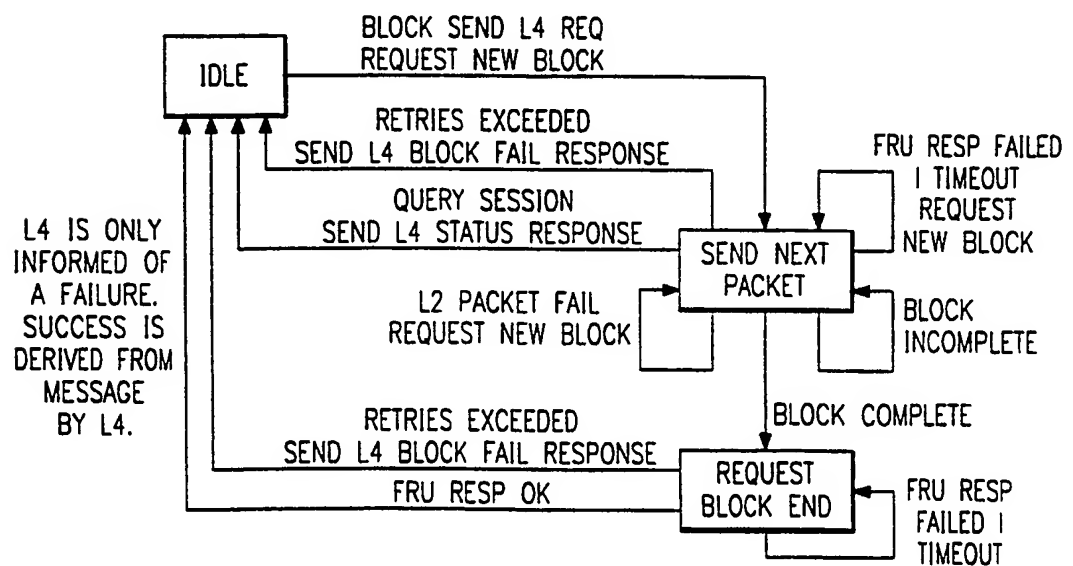 BLOCK SEND L4 REQ
REQUEST NEW BLOCK
IDLE
RETRIES EXCEEDED
SEND L4 BLOCK FAIL RESPONSE
FRU RESP FAILED
| TIMEOUT
REQUEST
NEW BLOCK
QUERY SESSION
SEND L4 STATUS RESPONSE
L4 IS ONLY
INFORMED OF
A FAILURE.
SUCCESS IS
DERIVED FROM
MESSAGE
BY L4.
SEND NEXT
PACKET
L2 PACKET FAIL
REQUEST NEW BLOCK
BLOCK
INCOMPLETE
BLOCK COMPLETE
RETRIES EXCEEDED
SEND L4 BLOCK FAIL RESPONSE
FRU RESP OK
REQUEST
BLOCK END
FRU RESP
FAILED |
TIMEOUT